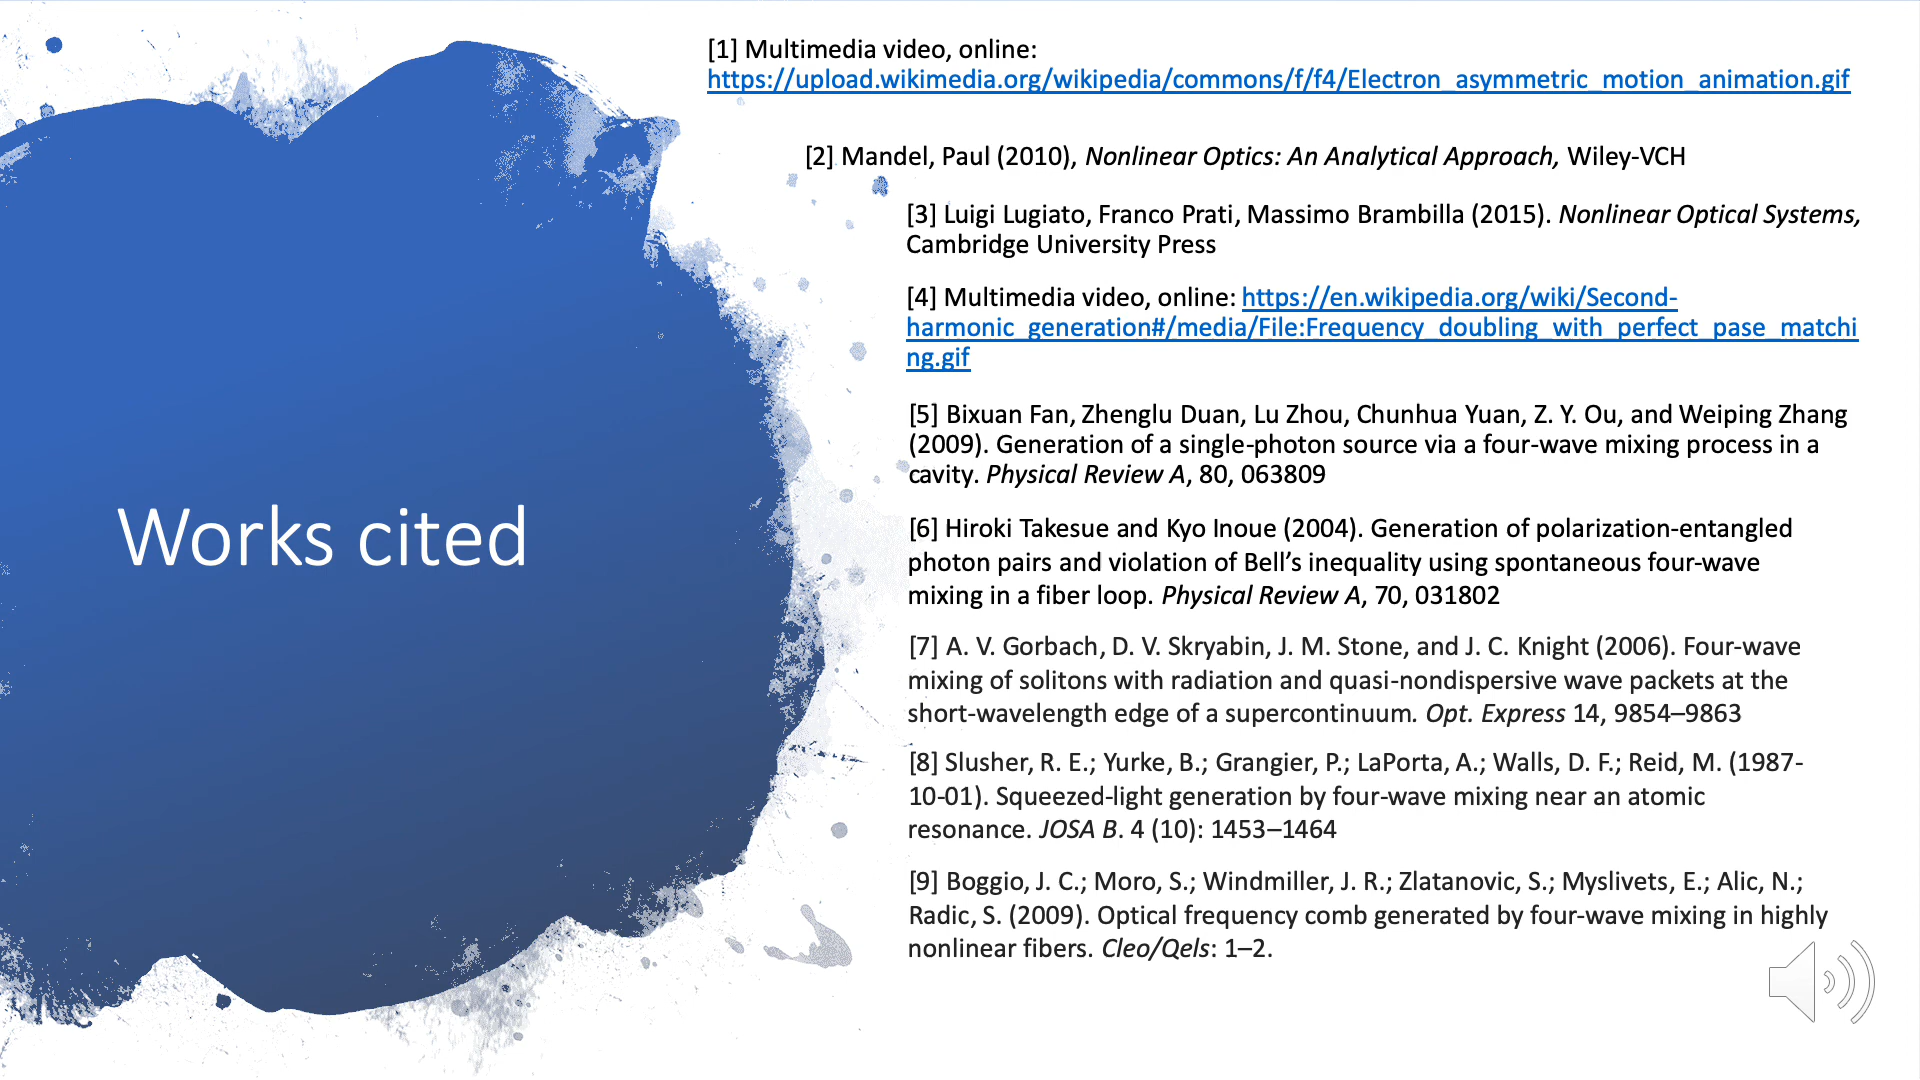 Works cited
[1] Multimedia video, online:
https://upload.wikimedia.org/wikipedia/commons/f/f4/Electron_asymmetric_motion_animation.gif
[2] Mandel, Paul (2010), Nonlinear Optics: An Analytical Approach, Wiley-VCH
[3] Luigi Lugiato, Franco Prati, Massimo Brambilla (2015). Nonlinear Optical Systems,
Cambridge University Press
[4] Multimedia video, online: https://en.wikipedia.org/wiki/Second-
harmonic_generation#/media/File:Frequency_doubling_with_perfect_pase_matchi
ng.gif
[5] Bixuan Fan, Zhenglu Duan, Lu Zhou, Chunhua Yuan, Z. Y. Ou, and Weiping Zhang
(2009). Generation of a single-photon source via a four-wave mixing process in a
cavity. Physical Review A, 80, 063809
[6] Hiroki Takesue and Kyo Inoue (2004). Generation of polarization-entangled
photon pairs and violation of Bell’s inequality using spontaneous four-wave
mixing in a fiber loop. Physical Review A, 70, 031802
[7] A. V. Gorbach, D. V. Skryabin, J. M. Stone, and J. C. Knight (2006). Four-wave
mixing of solitons with radiation and quasi-nondispersive wave packets at the
short-wavelength edge of a supercontinuum. Opt. Express 14, 9854–9863
[8] Slusher, R. E.; Yurke, B.; Grangier, P.; LaPorta, A.; Walls, D. F.; Reid, M. (1987-
10-01). Squeezed-light generation by four-wave mixing near an atomic
resonance. JOSA B. 4 (10): 1453–1464
[9] Boggio, J. C.; Moro, S.; Windmiller, J. R.; Zlatanovic, S.; Myslivets, E.; Alic, N.;
Radic, S. (2009). Optical frequency comb generated by four-wave mixing in highly
nonlinear fibers. Cleo/Qels: 1–2.